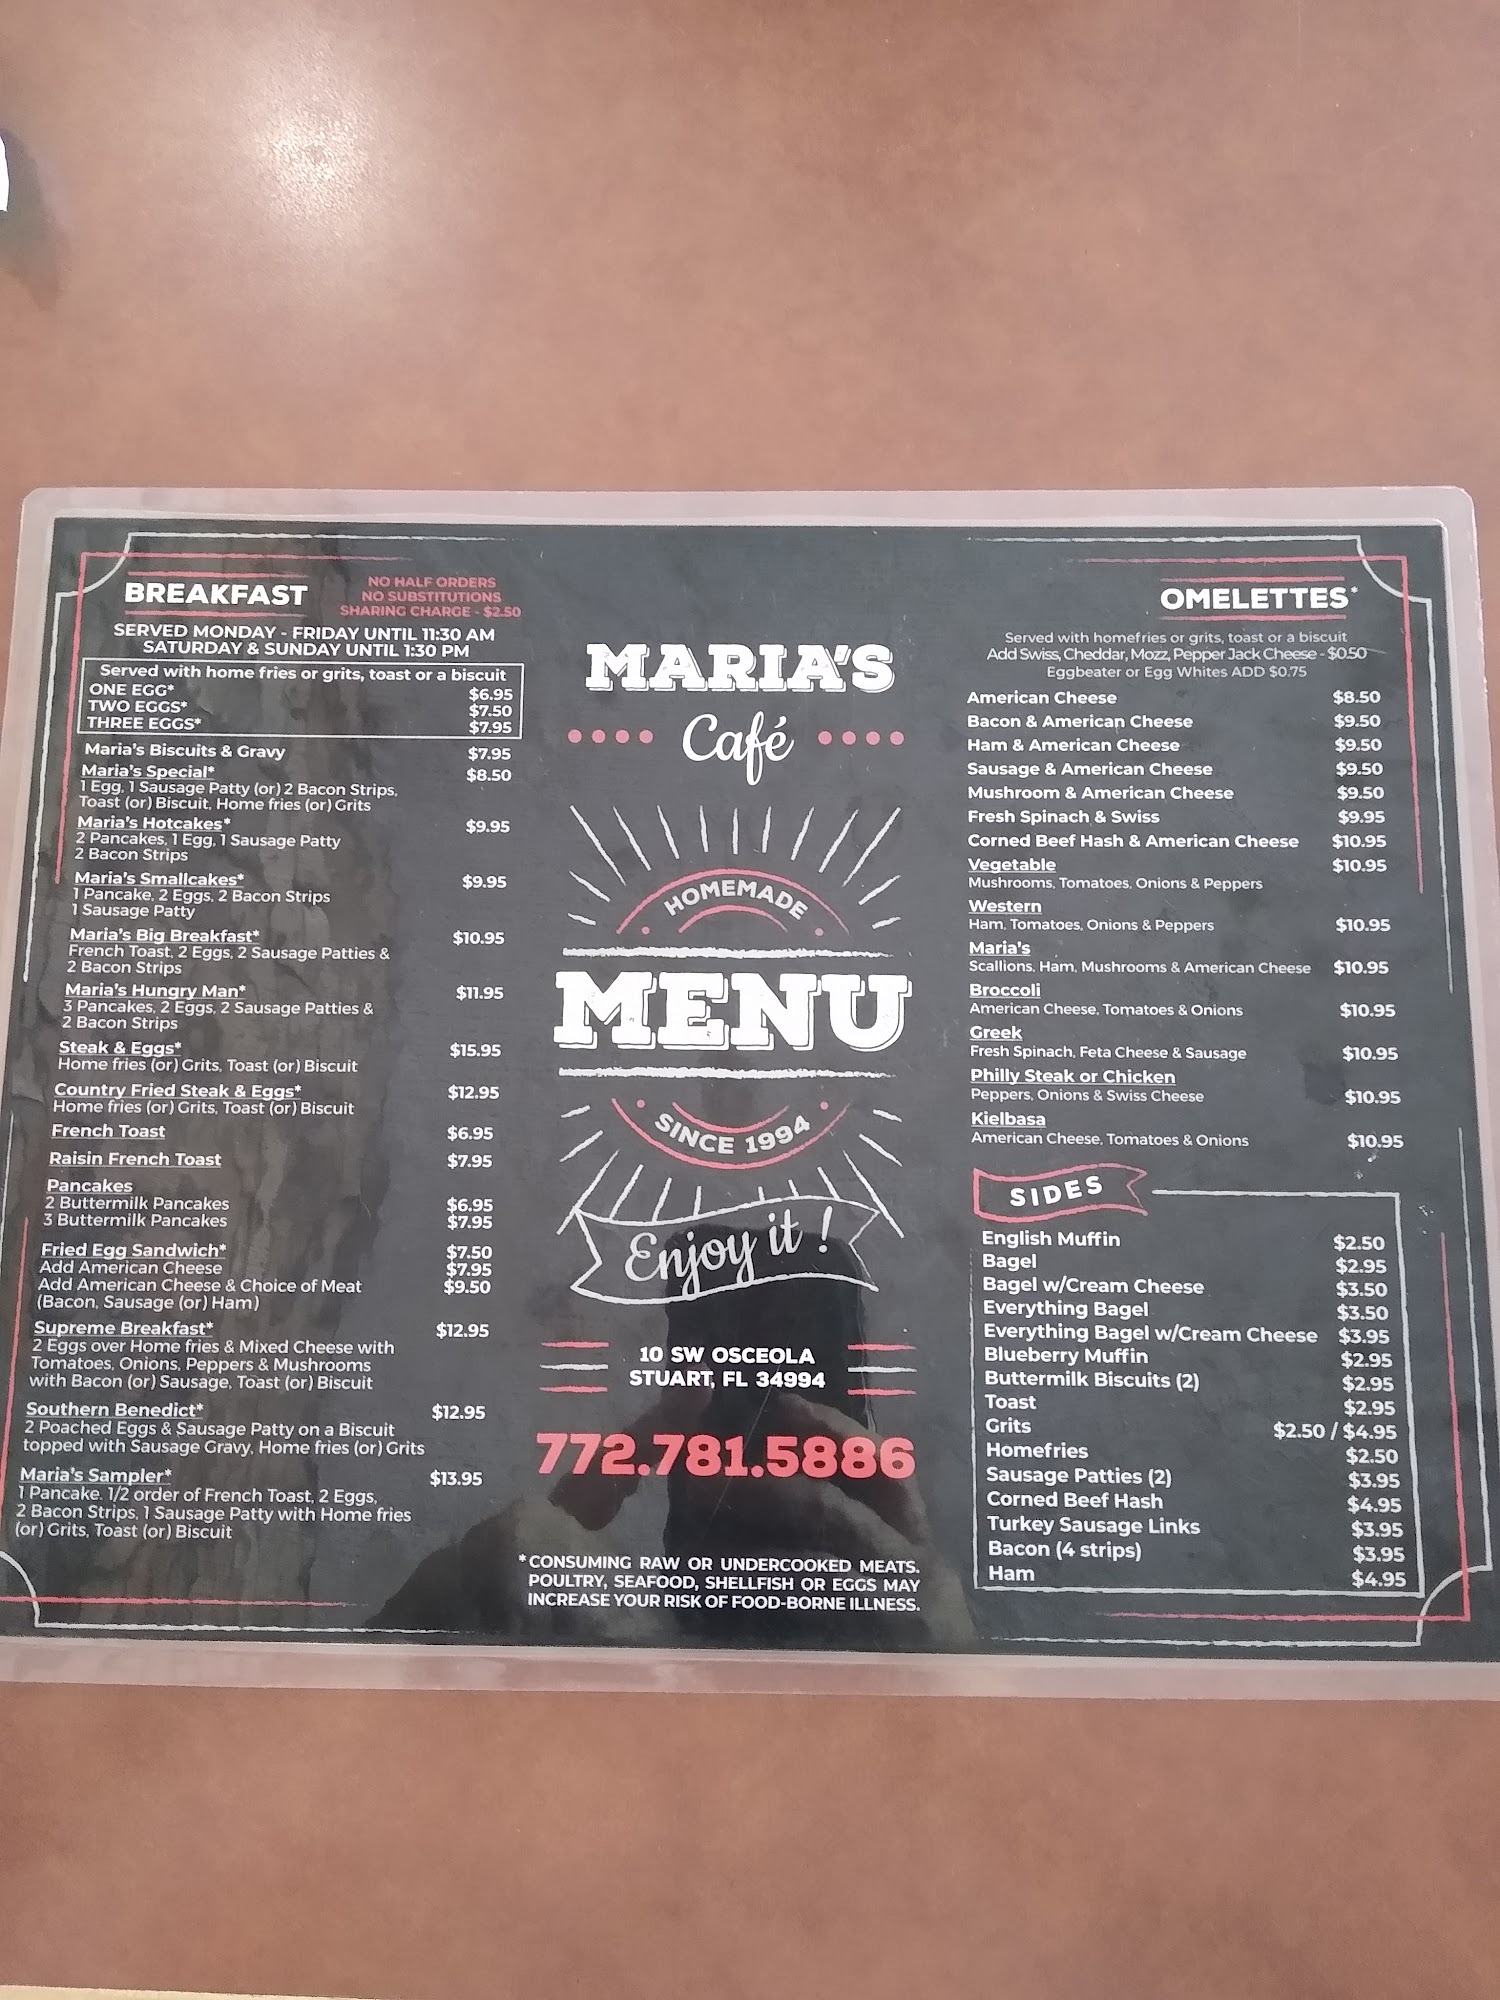 BREAKFAST
NO HALF ORDERS
NO SUBSTITUTIONS
SHARING CHARGE - $2.50
SERVED MONDAY - FRIDAY UNTIL 11:30 AM
SATURDAY & SUNDAY UNTIL 1:30 PM
Served with home fries or grits, toast or a biscuit
ONE EGG* $6.95
TWO EGGS* $7.50
THREE EGGS* $7.95
Maria's Biscuits & Gravy $7.95
Maria's Special* $8.50
1 Egg, 1 Sausage Patty (or) 2 Bacon Strips,
Toast (or) Biscuit, Home fries (or) Grits
Maria's Hotcakes* $9.95
2 Pancakes, 1 Egg, 1 Sausage Patty
2 Bacon Strips
Maria's Smallcakes* $9.95
1 Pancake, 2 Eggs, 2 Bacon Strips
1 Sausage Patty
Maria's Big Breakfast* $10.95
French Toast, 2 Eggs, 2 Sausage Patties &
2 Bacon Strips
Maria's Hungry Man* $11.95
3 Pancakes, 2 Eggs, 2 Sausage Patties &
2 Bacon Strips
Steak & Eggs* $15.95
Home fries (or) Grits, Toast (or) Biscuit
Country Fried Steak & Eggs* $12.95
Home fries (or) Grits, Toast (or) Biscuit
French Toast $6.95
Raisin French Toast $7.95
Pancakes
2 Buttermilk Pancakes $6.95
3 Buttermilk Pancakes $7.95
Fried Egg Sandwich* $7.50
Add American Cheese $7.95
Add American Cheese & Choice of Meat $9.50
(Bacon, Sausage (or) Ham)
Supreme Breakfast* $12.95
2 Eggs over Home fries & Mixed Cheese with
Tomatoes, Onions, Peppers & Mushrooms
with Bacon (or) Sausage, Toast (or) Biscuit
Southern Benedict* $12.95
2 Poached Eggs & Sausage Patty on a Biscuit
topped with Sausage Gravy, Home fries (or) Grits
Maria's Sampler* $13.95
1 Pancake. 1/2 order of French Toast, 2 Eggs,
2 Bacon Strips, 1 Sausage Patty with Home fries
(or) Grits, Toast (or) Biscuit
MARIA'S
Café
HOMEMADE
MENU
SINCE 1994
Enjoy it !
10 SW OSCEOLA
STUART, FL 34994
772.781.5886
*CONSUMING RAW OR UNDERCOOKED MEATS.
POULTRY, SEAFOOD, SHELLFISH OR EGGS MAY
INCREASE YOUR RISK OF FOOD-BORNE ILLNESS.
OMELETTES*
Served with homefries or grits, toast or a biscuit
Add Swiss, Cheddar, Mozz, Pepper Jack Cheese - $0.50
Eggbeater or Egg Whites ADD $0.75
American Cheese $8.50
Bacon & American Cheese $9.50
Ham & American Cheese $9.50
Sausage & American Cheese $9.50
Mushroom & American Cheese $9.50
Fresh Spinach & Swiss $9.95
Corned Beef Hash & American Cheese $10.95
Vegetable $10.95
Mushrooms, Tomatoes, Onions & Peppers
Western
Ham, Tomatoes, Onions & Peppers $10.95
Maria's
Scallions, Ham, Mushrooms & American Cheese $10.95
Broccoli
American Cheese, Tomatoes & Onions $10.95
Greek
Fresh Spinach, Feta Cheese & Sausage $10.95
Philly Steak or Chicken
Peppers, Onions & Swiss Cheese $10.95
Kielbasa
American Cheese, Tomatoes & Onions $10.95
SIDES
English Muffin $2.50
Bagel $2.95
Bagel w/Cream Cheese $3.50
Everything Bagel $3.50
Everything Bagel w/Cream Cheese $3.95
Blueberry Muffin $2.95
Buttermilk Biscuits (2) $2.95
Toast $2.95
Grits $2.50 / $4.95
Homefries $2.50
Sausage Patties (2) $3.95
Corned Beef Hash $4.95
Turkey Sausage Links $3.95
Bacon (4 strips) $3.95
Ham $4.95